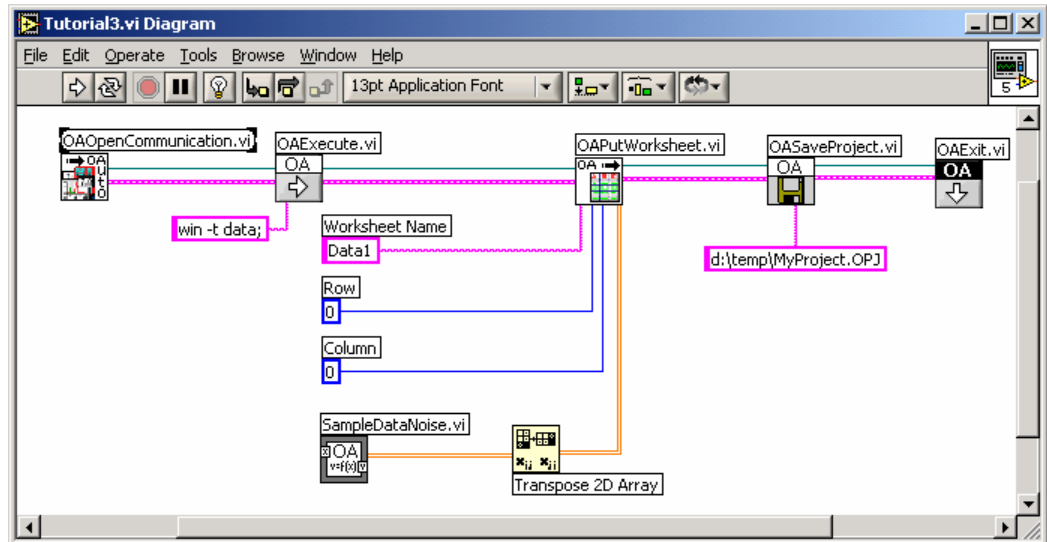 Tutorial3.vi Diagram
File Edit Operate Tools Browse Window Help
13pt Application Font
5
OAOpenCommunication.vi
OAExecute.vi
OAPutWorksheet.vi
OASaveProject.vi
OAExit.vi
OA
u
t
o
OA
OA
OA
OA
win -t data;
Worksheet Name
Data1
d:\temp\MyProject.OPJ
Row
0
Column
0
SampleDataNoise.vi
x OA
v=f(x) v
Transpose 2D Array